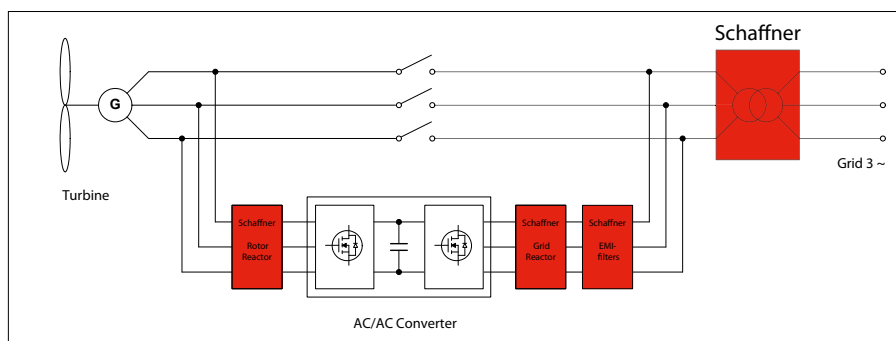 Schaffner
G
Grid 3 ~
Turbine
Schaffner
Rotor
Reactor
Schaffner
Grid
Reactor
Schaffner
EMI-
filters
AC/AC Converter